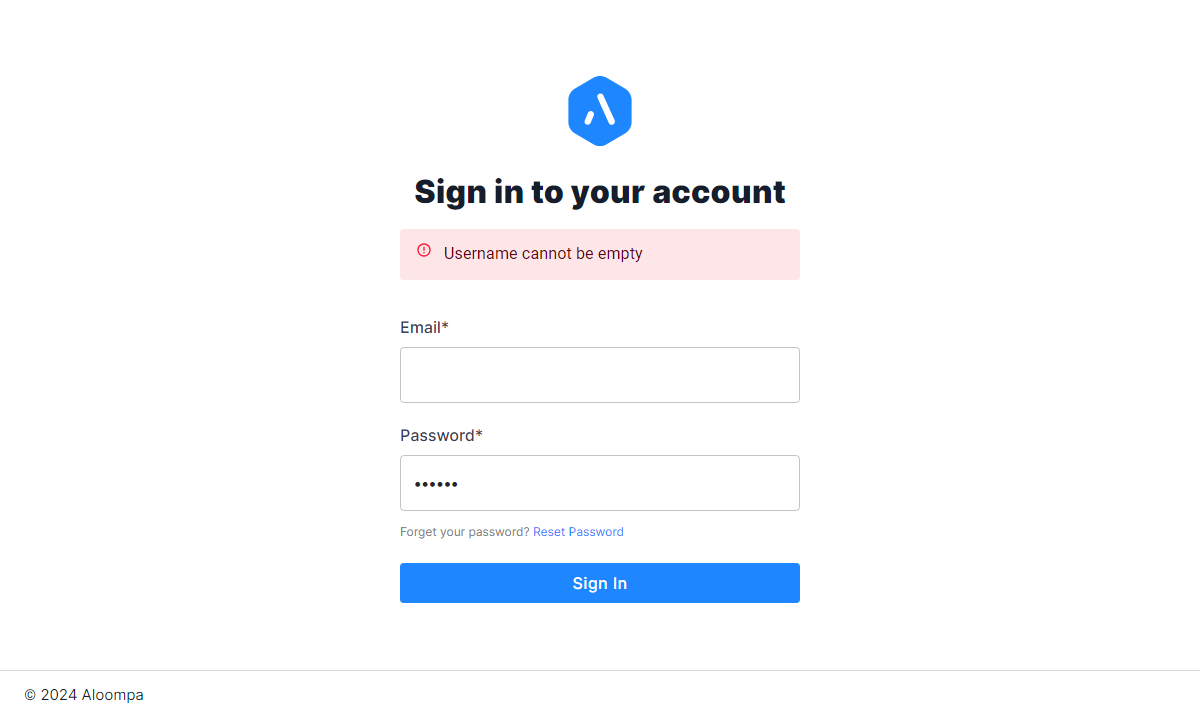 Sign in to your account
Username cannot be empty
Email*
Password*
••••••
Forget your password? Reset Password
Sign In
© 2024 Aloompa